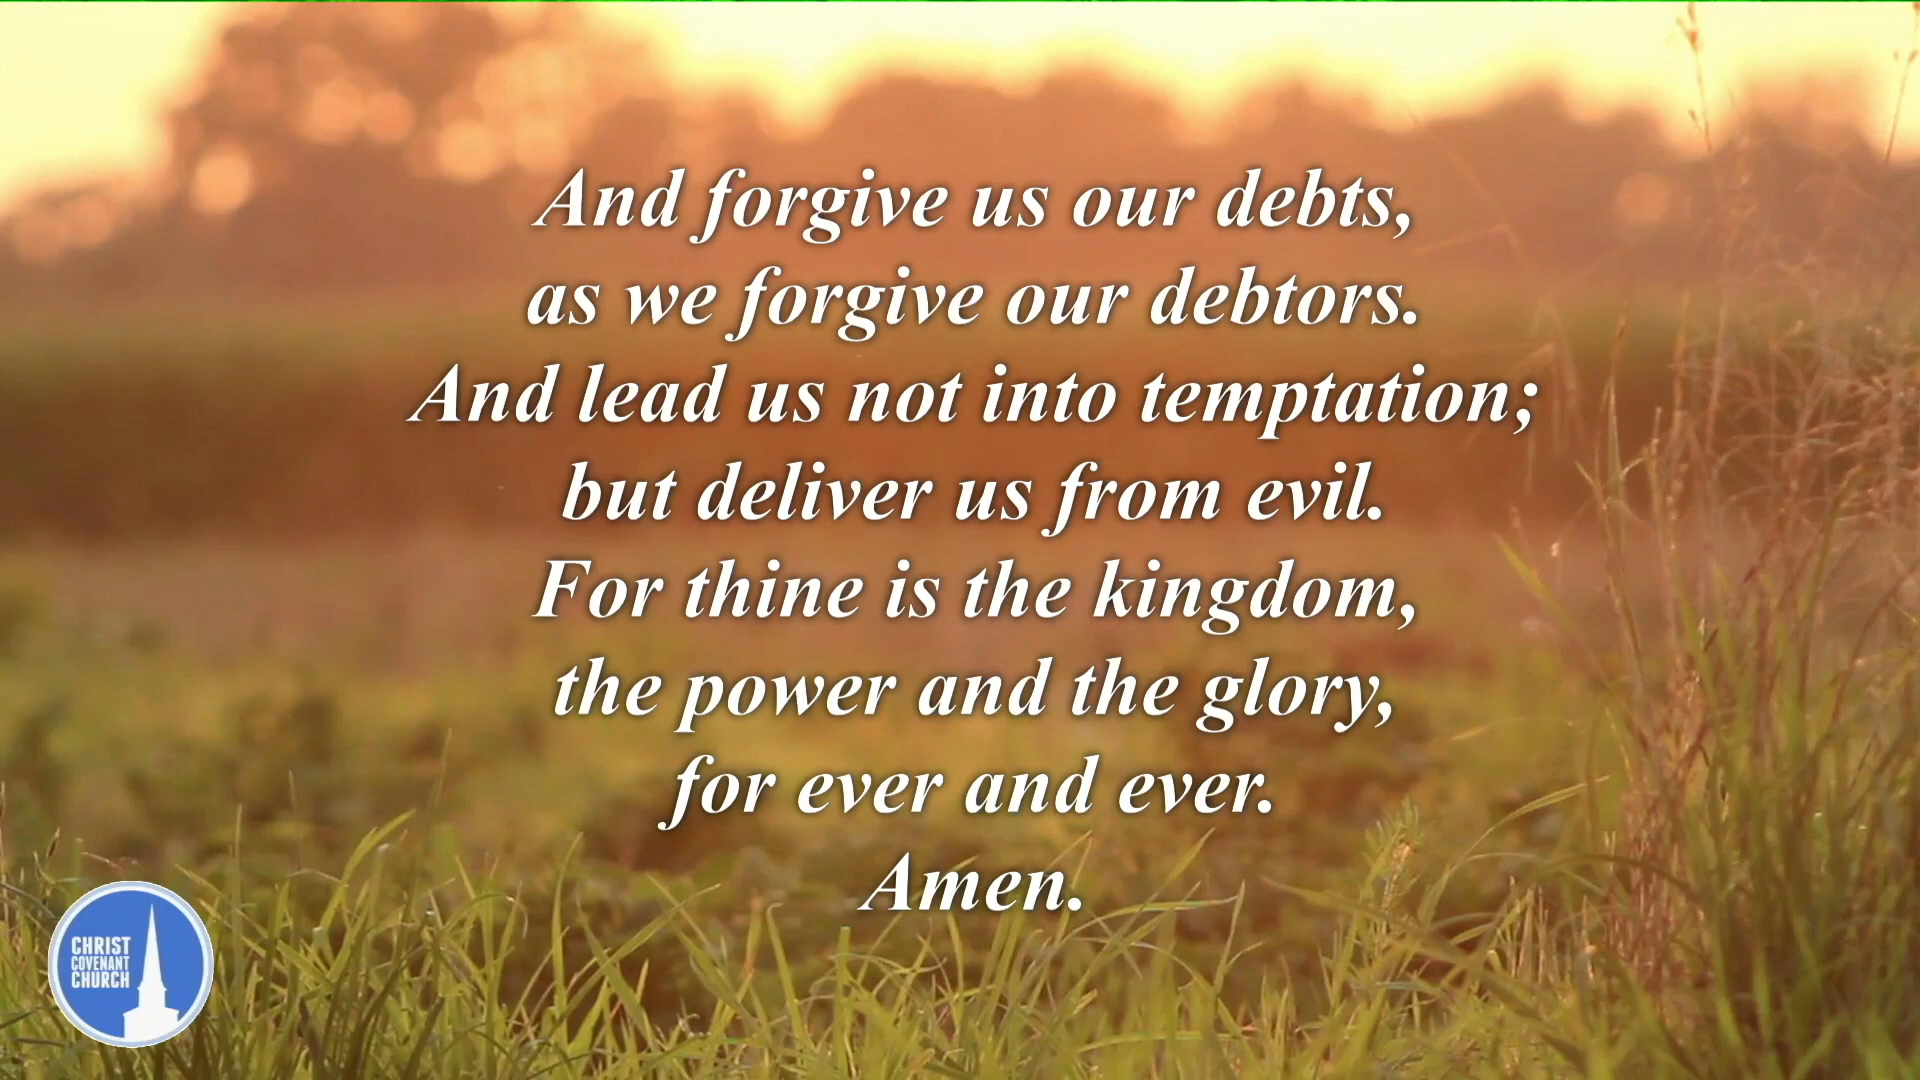 And forgive us our debts,
as we forgive our debtors.
And lead us not into temptation;
but deliver us from evil.
For thine is the kingdom,
the power and the glory,
for ever and ever.
Amen.
CHRIST
COVENANT
CHURCH